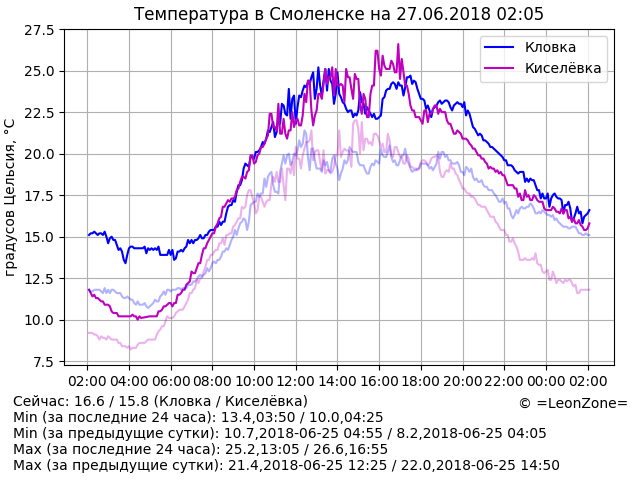 Температура в Смоленске на 27.06.2018 02:05
градусов Цельсия, °C
27.5
25.0
22.5
20.0
17.5
15.0
12.5
10.0
7.5
Кловка
Киселёвка
02:00 04:00 06:00 08:00 10:00 12:00 14:00 16:00 18:00 20:00 22:00 00:00 02:00
Сейчас: 16.6 / 15.8 (Кловка / Киселёвка)
© =LeonZone=
Min (за последние 24 часа): 13.4,03:50 / 10.0,04:25
Min (за предыдущие сутки): 10.7,2018-06-25 04:55 / 8.2,2018-06-25 04:05
Max (за последние 24 часа): 25.2,13:05 / 26.6,16:55
Max (за предыдущие сутки): 21.4,2018-06-25 12:25 / 22.0,2018-06-25 14:50